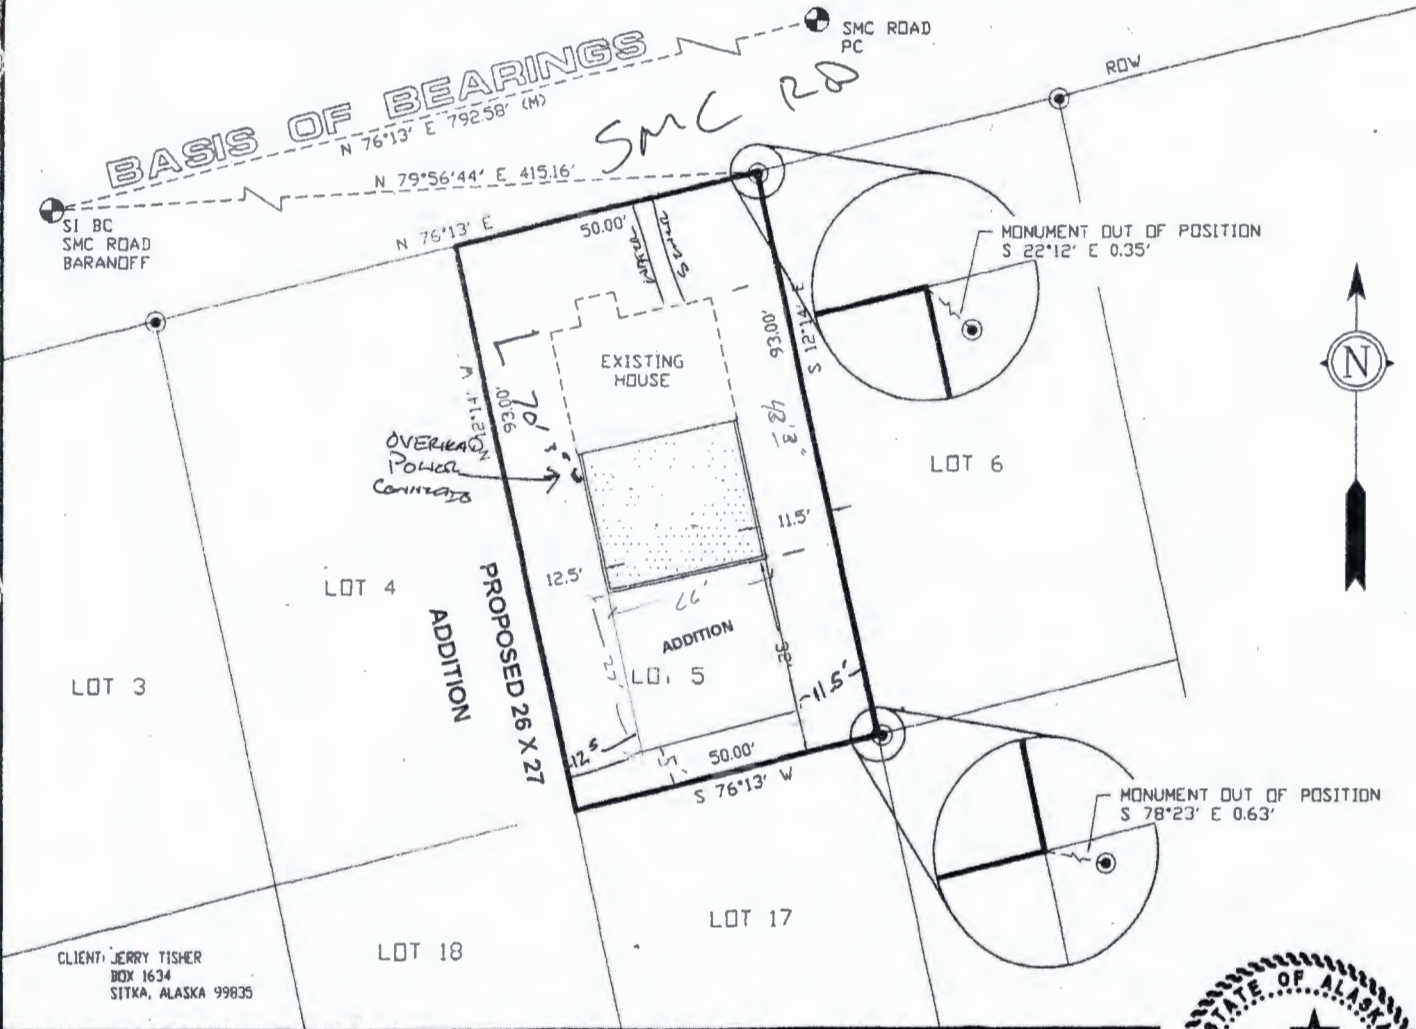 SMC ROAD
PC
BASIS OF BEARINGS
N 76°13' E 792.58' (M)
SMC RD
ROW
N 79°56'44" E 415.16'
SI BC
SMC ROAD
BARANOFF
N 76°13' E
50.00'
WATER
SEWER
MONUMENT OUT OF POSITION
S 22°12' E 0.35'
93.00'
S 12°14' E
EXISTING
HOUSE
N 12°14' W
93.00'
70'
N
OVERHEAD
POWER
LOT 6
11.5'
12.5'
LOT 4
PROPOSED 26 X 27
ADDITION
26'
ADDITION
27'
LOT 3
LO. 5
11.5'
12.5
50.00'
S 76°13' W
MONUMENT OUT OF POSITION
S 78°23' E 0.63'
LOT 17
LOT 18
CLIENT: JERRY TISHER
BOX 1634
SITKA, ALASKA 99835
STATE OF ALASK